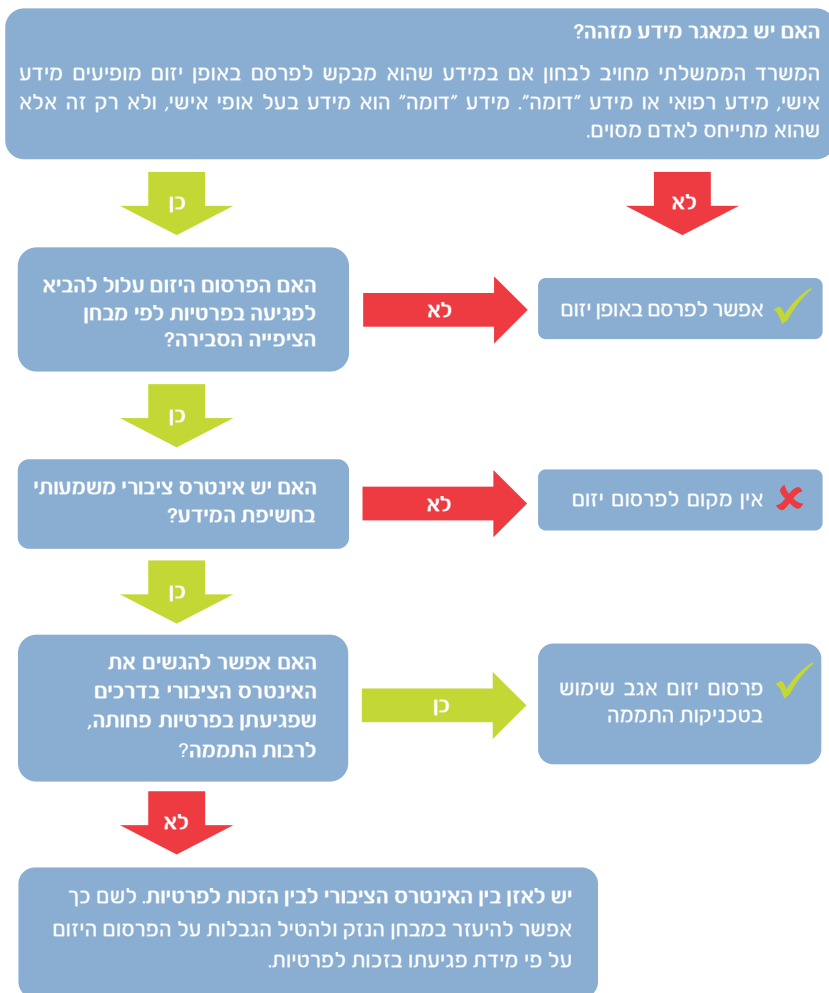 האם יש במאגר מידע מזהה?
המשרד הממשלתי מחויב לבחון אם במידע שהוא מבקש לפרסם באופן יזום מופיעים מידע
אישי, מידע רפואי או מידע "דומה". מידע "דומה" הוא מידע בעל אופי אישי, ולא רק זה אלא
שהוא מתייחס לאדם מסוים.
לא
כן
אפשר לפרסם באופן יזום
לא
האם הפרסום היזום עלול להביא
לפגיעה בפרטיות לפי מבחן
הציפייה הסבירה?
כן
אין מקום לפרסום יזום
לא
האם יש אינטרס ציבורי משמעותי
בחשיפת המידע?
כן
פרסום יזום אגב שימוש
בטכניקות התממה
כן
האם אפשר להגשים את
האינטרס הציבורי בדרכים
שפגיעתן בפרטיות פחותה,
לרבות התממה?
לא
יש לאזן בין האינטרס הציבורי לבין הזכות לפרטיות. לשם כך
אפשר להיעזר במבחן הנזק ולהטיל הגבלות על הפרסום היזום
על פי מידת פגיעתו בזכות לפרטיות.